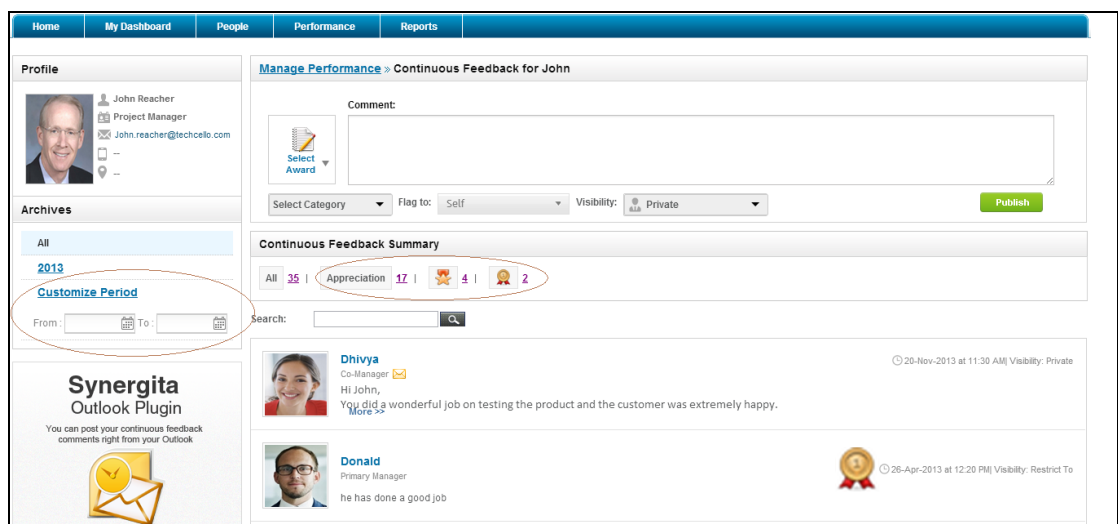 Home My Dashboard People Performance Reports
Profile
John Reacher
Project Manager
John.reacher@techcello.com
--
--
Archives
All
2013
Customize Period
From : To :
Synergita
Outlook Plugin
You can post your continuous feedback
comments right from your Outlook
Manage Performance » Continuous Feedback for John
Comment:
Select
Award
Select Category Flag to: Self Visibility: Private Publish
Continuous Feedback Summary
All 35 | Appreciation 17 | 4 | 2
Search:
Dhivya
20-Nov-2013 at 11:30 AM| Visibility: Private
Co-Manager
Hi John,
You did a wonderful job on testing the product and the customer was extremely happy.
More >>
Donald
Primary Manager
1
26-Apr-2013 at 12:20 PM| Visibility: Restrict To
he has done a good job